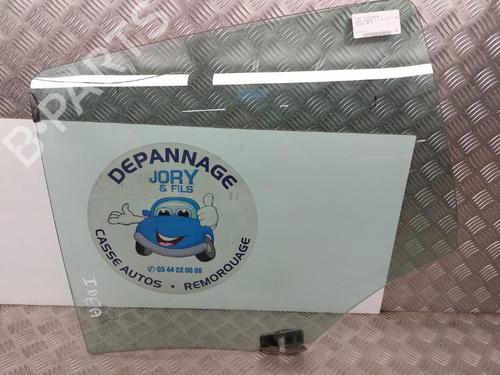 B-PARTS
DEPANNAGE
JORY
& FILS
03 44 22 06 06
CASSE AUTOS • REMORQUAGE
IDEA